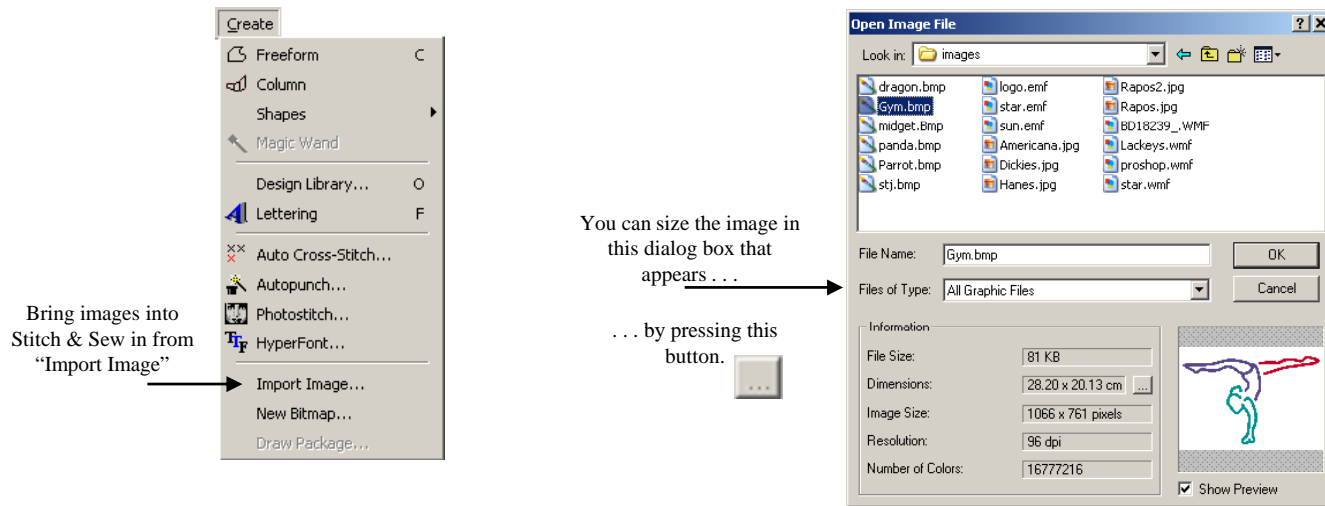 Create
Freeform C
Column
Shapes
Magic Wand
Design Library... O
Lettering F
Auto Cross-Stitch...
Autopunch...
Photostitch...
HyperFont...
Import Image...
New Bitmap...
Draw Package...
Bring images into
Stitch & Sew in from
“Import Image”
You can size the image in
this dialog box that
appears . . .
. . . by pressing this
button.
...
Open Image File
Look in: images
dragon.bmp logo.emf Rapos2.jpg
Gym.bmp star.emf Rapos.jpg
midget.Bmp sun.emf BD18239_.WMF
panda.bmp Americana.jpg Lackeys.wmf
Parrot.bmp Dickies.jpg proshop.wmf
stj.bmp Hanes.jpg star.wmf
File Name: Gym.bmp OK
Files of Type: All Graphic Files Cancel
Information
File Size: 81 KB
Dimensions: 28.20 x 20.13 cm ...
Image Size: 1066 x 761 pixels
Resolution: 96 dpi
Number of Colors: 16777216
Show Preview